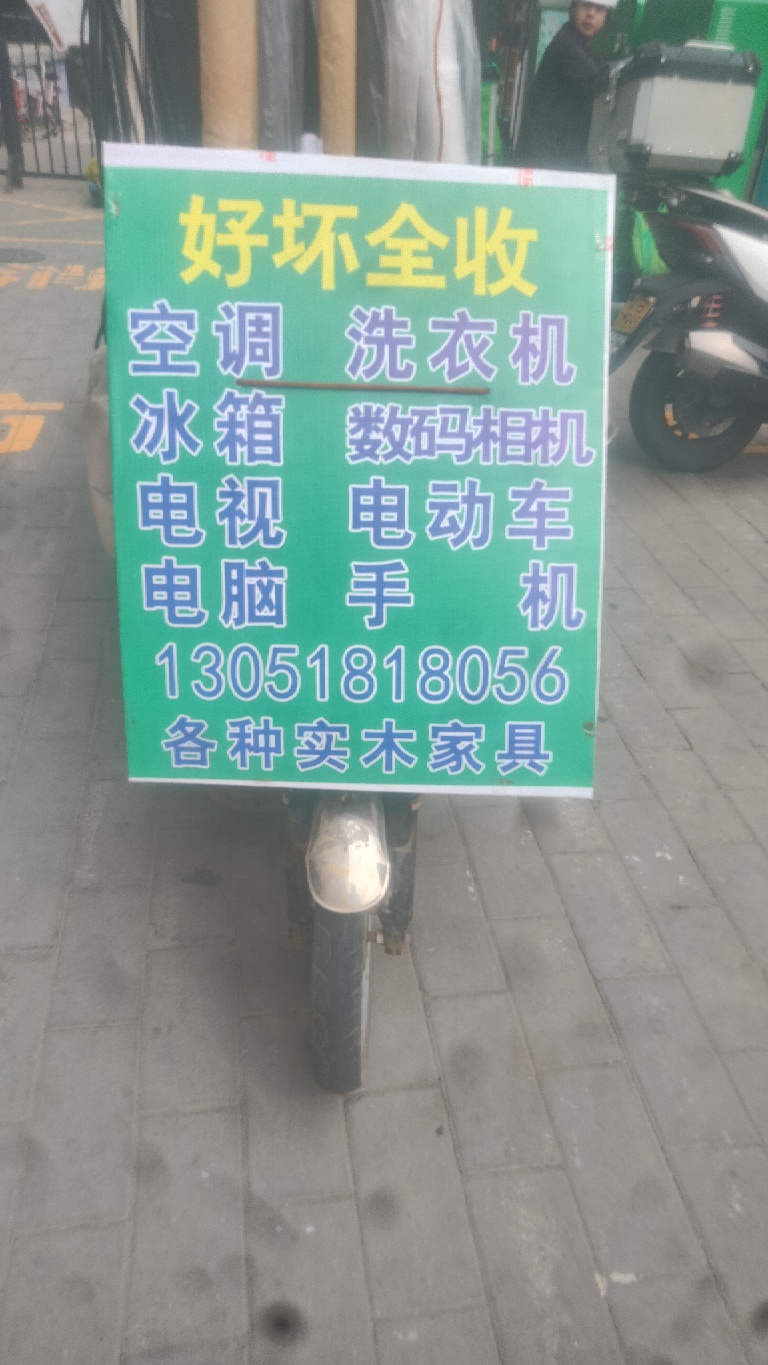 好坏全收
空调 洗衣机
冰箱 数码相机
电视 电动车
电脑 手机
13051818056
各种实木家具